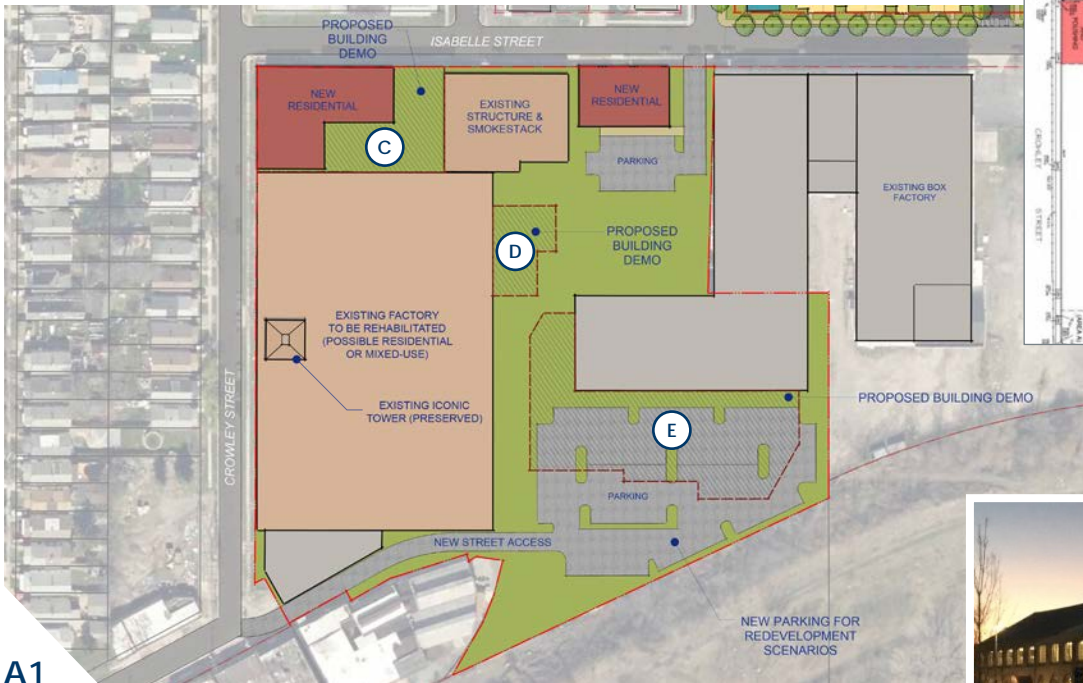 PROPOSED
BUILDING
DEMO
ISABELLE STREET
NEW
RESIDENTIAL
C
EXISTING
STRUCTURE &
SMOKESTACK
NEW
RESIDENTIAL
PARKING
EXISTING BOX
FACTORY
CROWLEY STREET
D
PROPOSED
BUILDING
DEMO
EXISTING FACTORY
TO BE REHABILITATED
(POSSIBLE RESIDENTIAL
OR MIXED-USE)
EXISTING ICONIC
TOWER (PRESERVED)
CROWLEY STREET
PROPOSED BUILDING DEMO
E
PARKING
NEW STREET ACCESS
NEW PARKING FOR
REDEVELOPMENT
SCENARIOS
A1